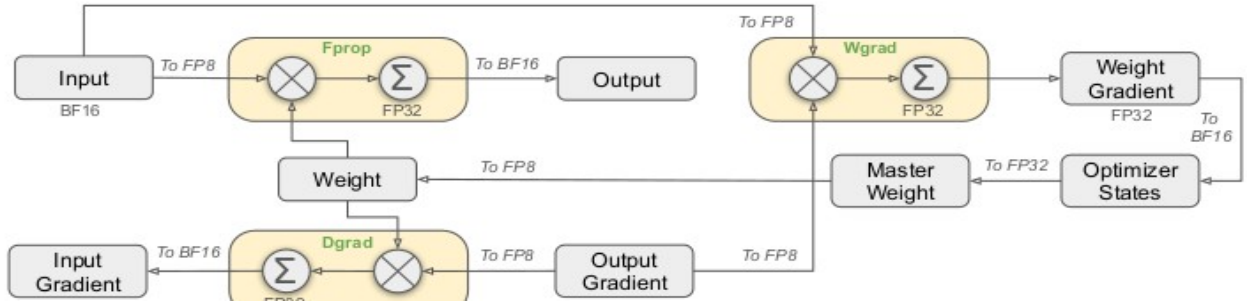 To FP8
Fprop
Wgrad
Input
To FP8
Σ
To BF16
Output
Σ
Weight
Gradient
BF16
FP32
FP32
FP32
To
BF16
Weight
To FP8
Master
Weight
To FP32
Optimizer
States
Dgrad
Input
Gradient
To BF16
Σ
To FP8
Output
Gradient
To FP8